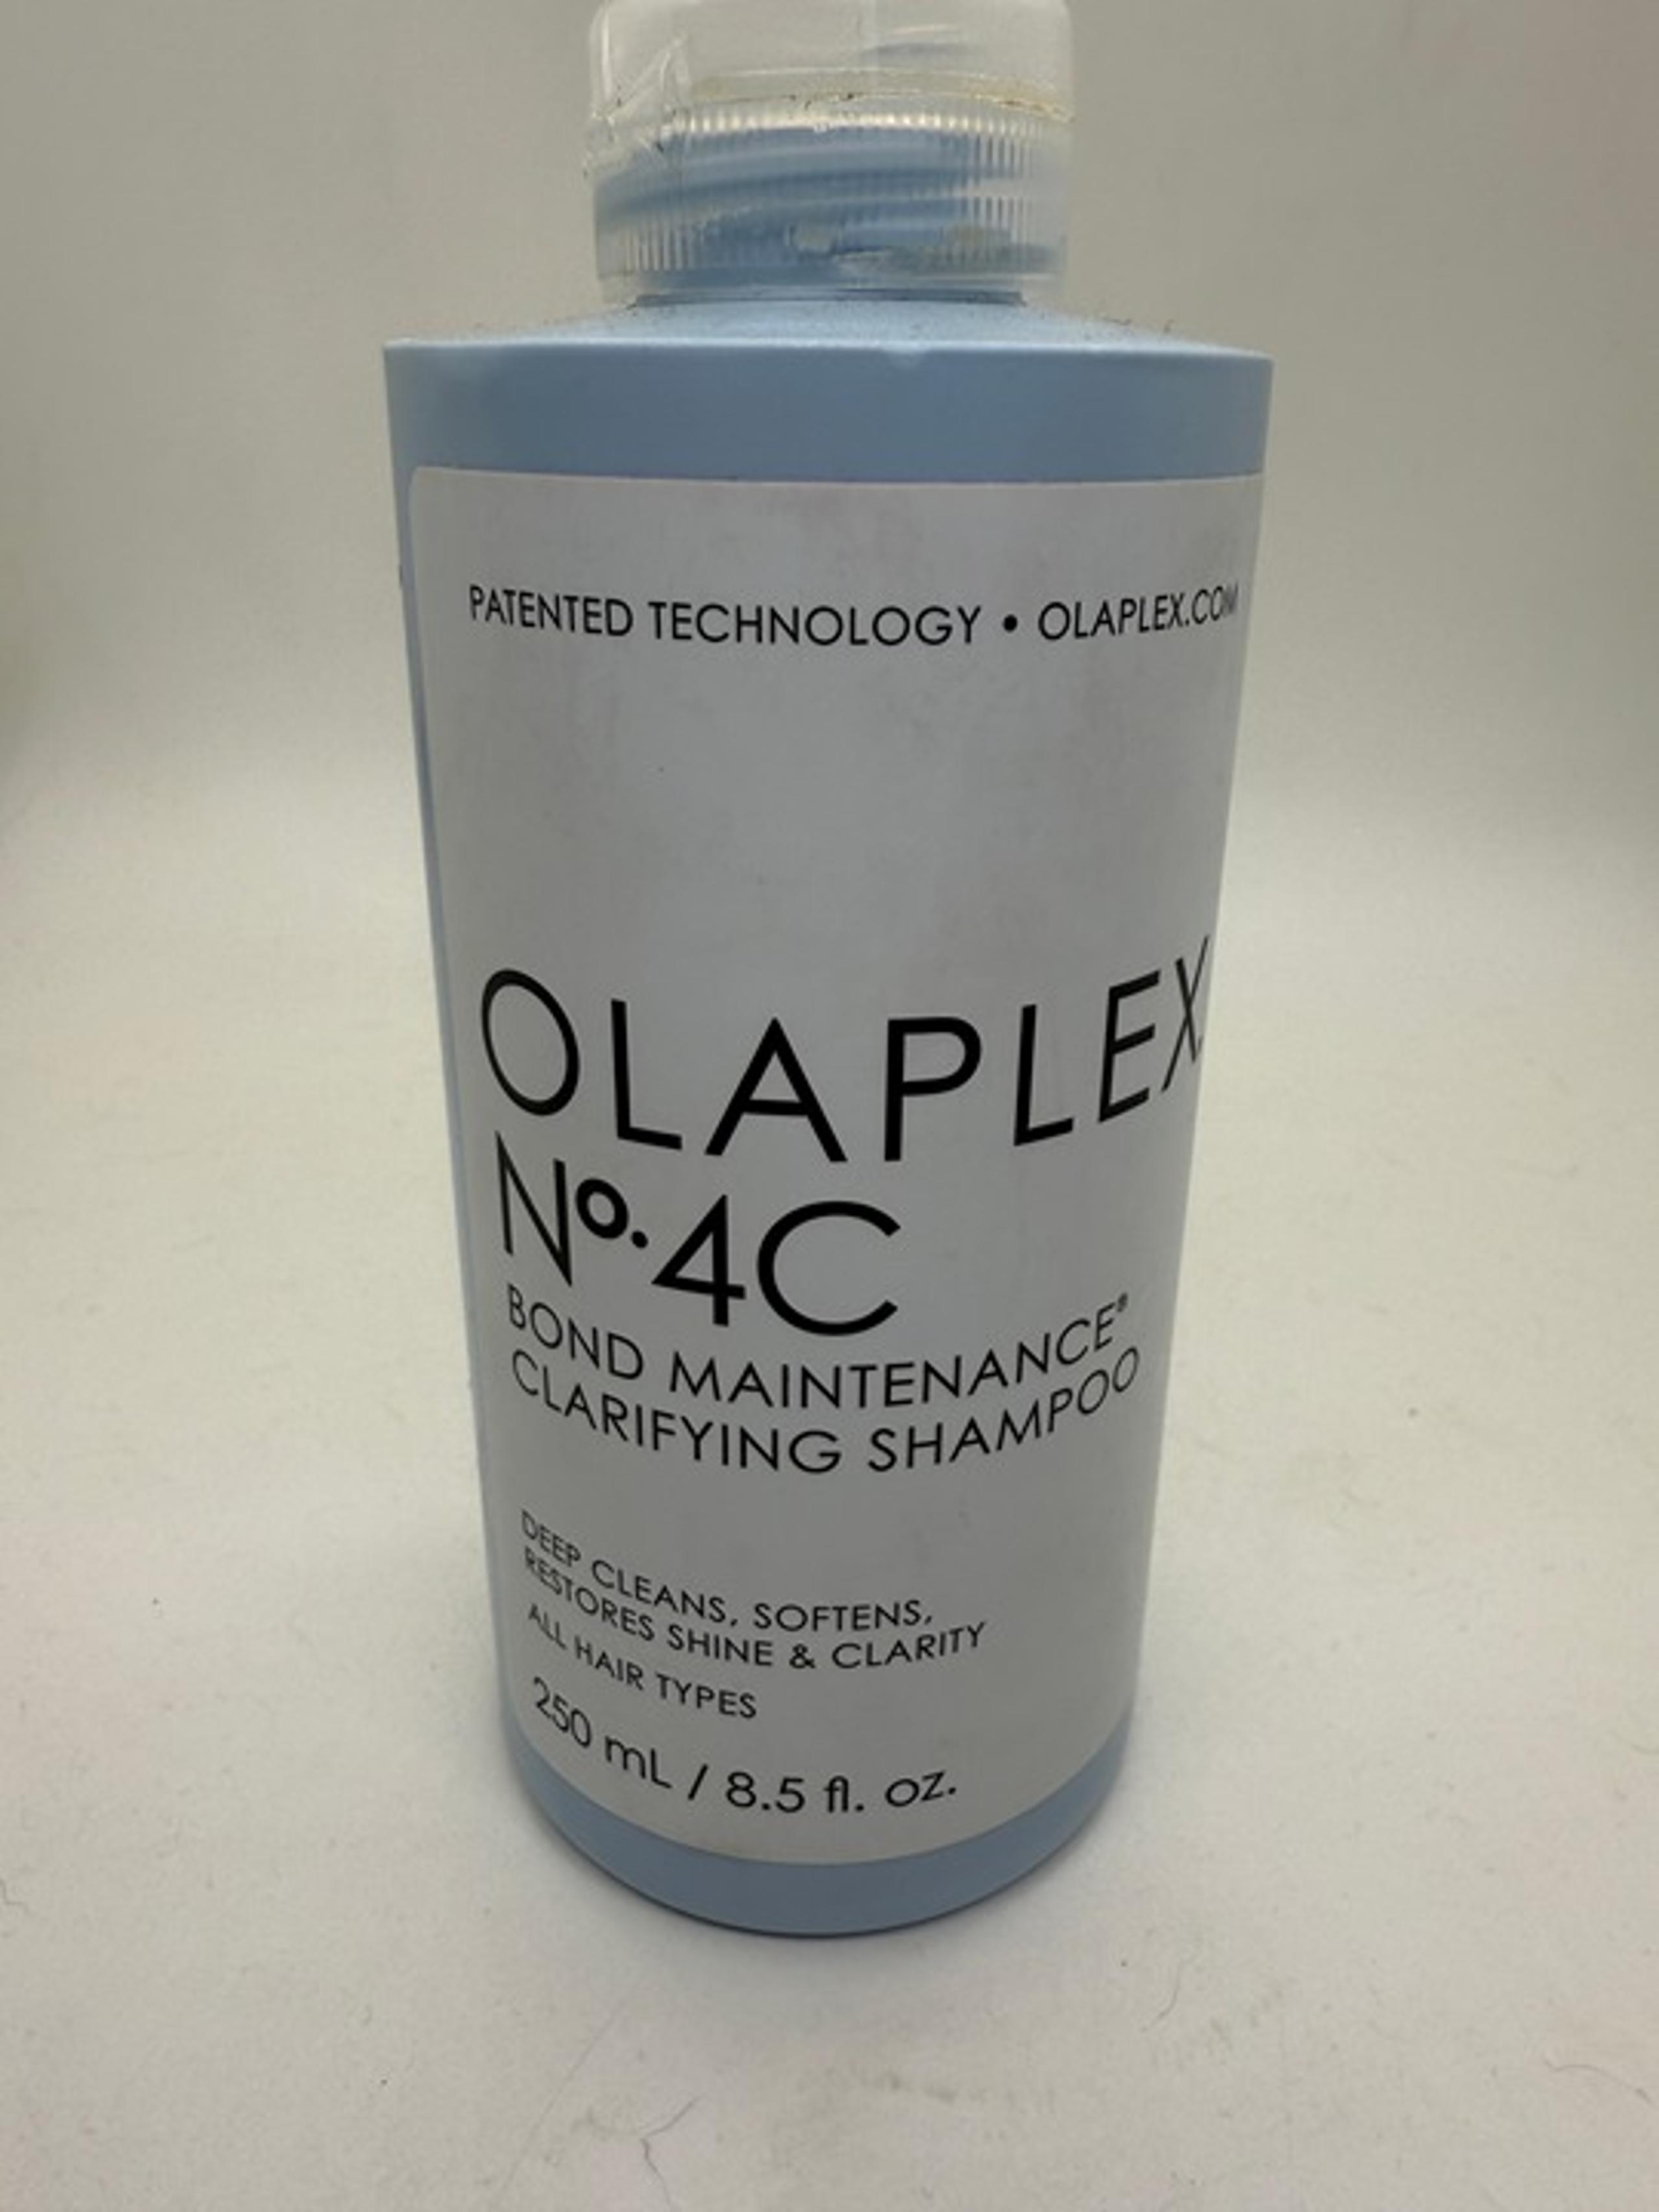 PATENTED TECHNOLOGY • OLAPLEX.COM
OLAPLEX.
Nº.4C
BOND MAINTENANCE®
CLARIFYING SHAMPOO
DEEP CLEANS, SOFTENS,
RESTORES SHINE & CLARITY
ALL HAIR TYPES
250 mL / 8.5 fl. oz.